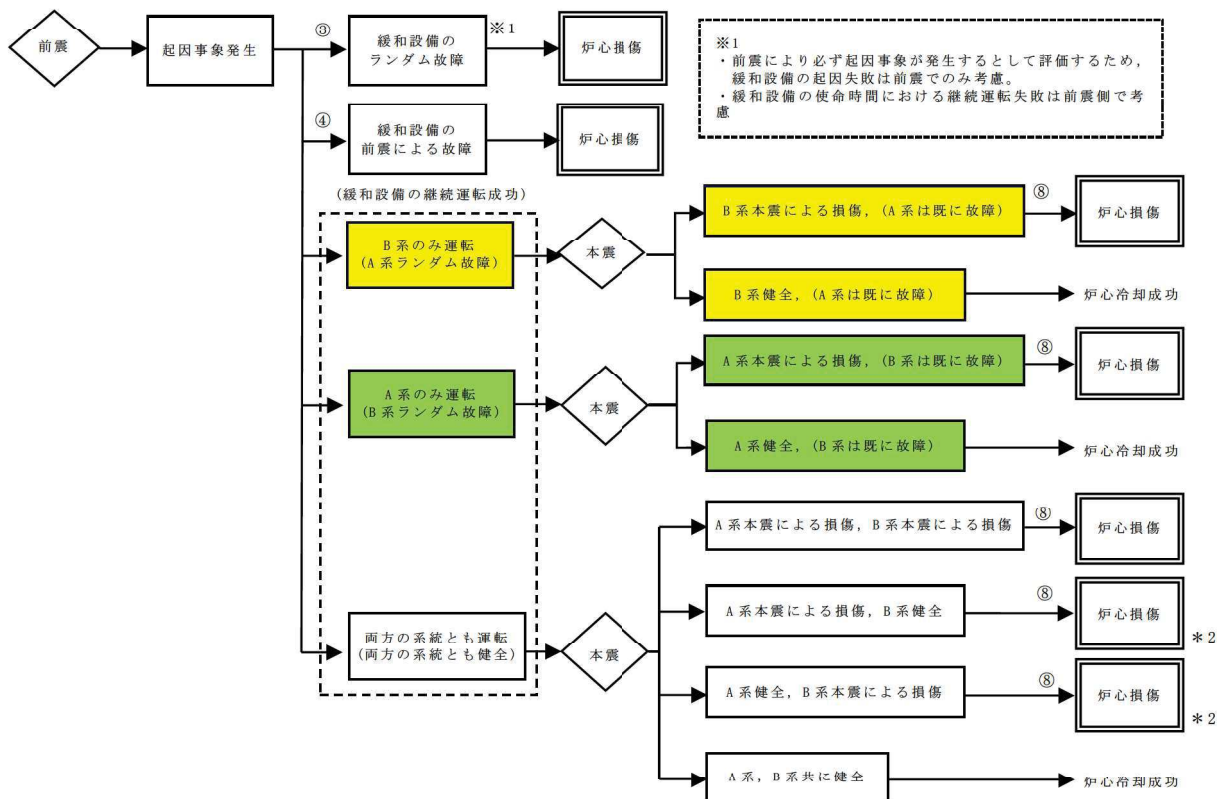 前震
起因事象発生
③
緩和設備の
ランダム故障
※1
炉心損傷
※1
・前震により必ず起因事象が発生するとして評価するため，
緩和設備の起因失敗は前震でのみ考慮。
・緩和設備の使命時間における継続運転失敗は前震側で考
慮
④
緩和設備の
前震による故障
炉心損傷
(緩和設備の継続運転成功)
B系のみ運転
(A系ランダム故障)
本震
B系本震による損傷，(A系は既に故障)
⑧
炉心損傷
B系健全，(A系は既に故障)
炉心冷却成功
A系のみ運転
(B系ランダム故障)
本震
A系本震による損傷，(B系は既に故障)
⑧
炉心損傷
A系健全，(B系は既に故障)
炉心冷却成功
両方の系統とも運転
(両方の系統とも健全)
本震
A系本震による損傷，B系本震による損傷
⑧
炉心損傷
A系本震による損傷，B系健全
⑧
炉心損傷
＊2
A系健全，B系本震による損傷
⑧
炉心損傷
＊2
A系，B系共に健全
炉心冷却成功